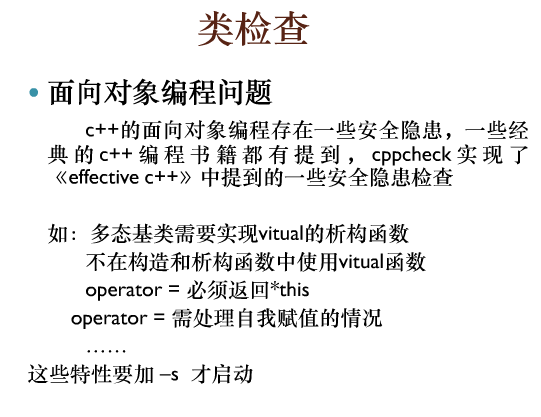 类检查
• 面向对象编程问题
c++的面向对象编程存在一些安全隐患，一些经
典的c++编程书籍都有提到，cppcheck实现了
《effective c++》中提到的一些安全隐患检查
如：多态基类需要实现vitual的析构函数
不在构造和析构函数中使用vitual函数
operator = 必须返回*this
operator = 需处理自我赋值的情况
……
这些特性要加 –s 才启动